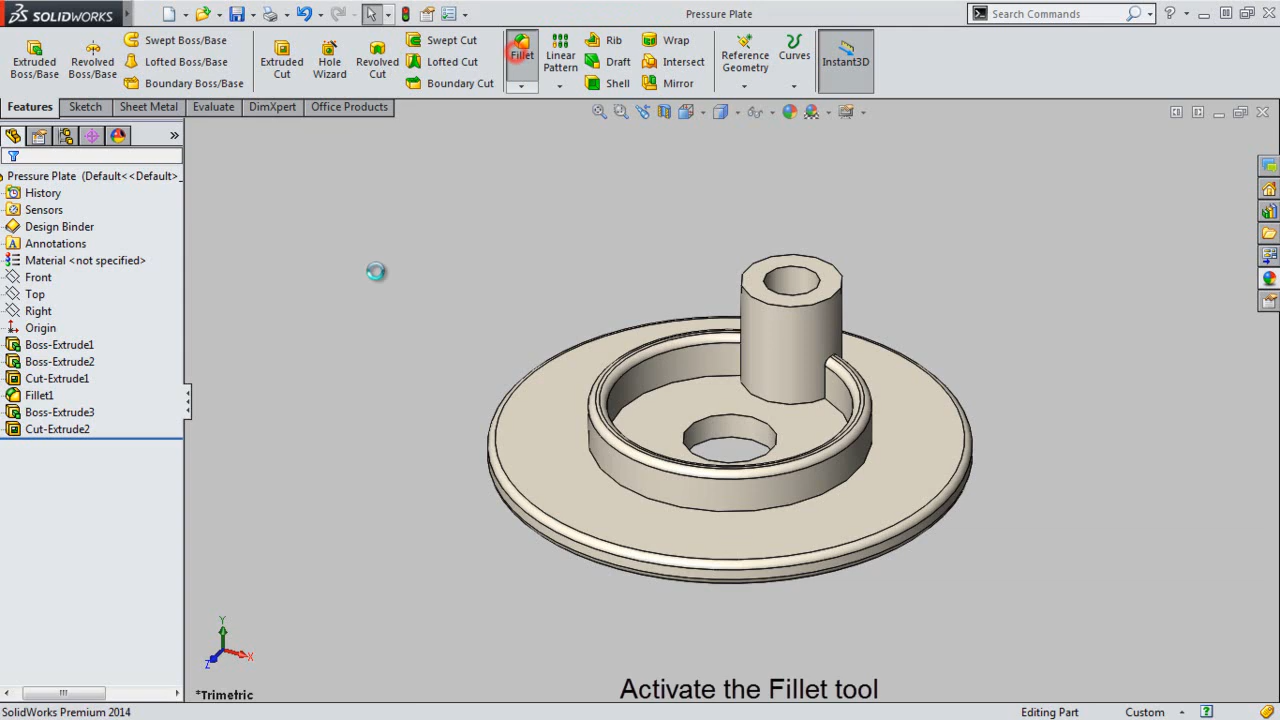 SOLIDWORKS
Pressure Plate
Search Commands
Extruded Boss/Base
Revolved Boss/Base
Swept Boss/Base
Lofted Boss/Base
Boundary Boss/Base
Extruded Cut
Hole Wizard
Revolved Cut
Swept Cut
Lofted Cut
Boundary Cut
Fillet
Linear Pattern
Rib
Draft
Shell
Wrap
Intersect
Mirror
Reference Geometry
Curves
Instant3D
Features
Sketch
Sheet Metal
Evaluate
DimXpert
Office Products
Pressure Plate (Default<<Default>_
History
Sensors
Design Binder
Annotations
Material <not specified>
Front
Top
Right
Origin
Boss-Extrude1
Boss-Extrude2
Cut-Extrude1
Fillet1
Boss-Extrude3
Cut-Extrude2
Y
X
Z
*Trimetric
Activate the Fillet tool
SolidWorks Premium 2014
Editing Part
Custom